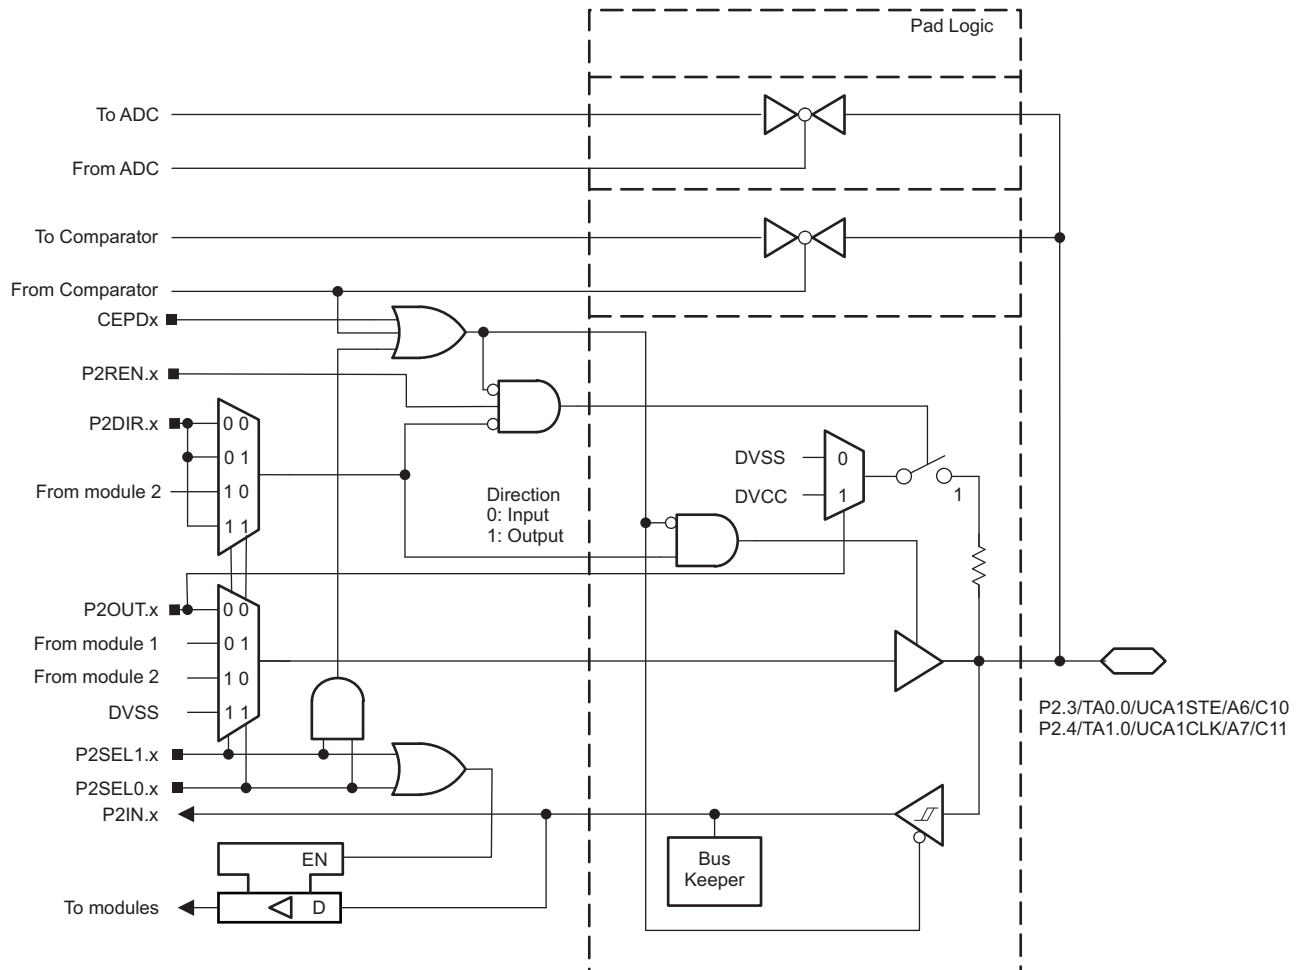 Pad Logic
To ADC
From ADC
To Comparator
From Comparator
CEPDx
P2REN.x
P2DIR.x
0 0
0 1
From module 2
1 0
1 1
Direction
0: Input
1: Output
DVSS
0
DVCC
1
1
P2OUT.x
0 0
From module 1
0 1
From module 2
1 0
DVSS
1 1
P2.3/TA0.0/UCA1STE/A6/C10
P2.4/TA1.0/UCA1CLK/A7/C11
P2SEL1.x
P2SEL0.x
P2IN.x
EN
Bus
Keeper
To modules
D